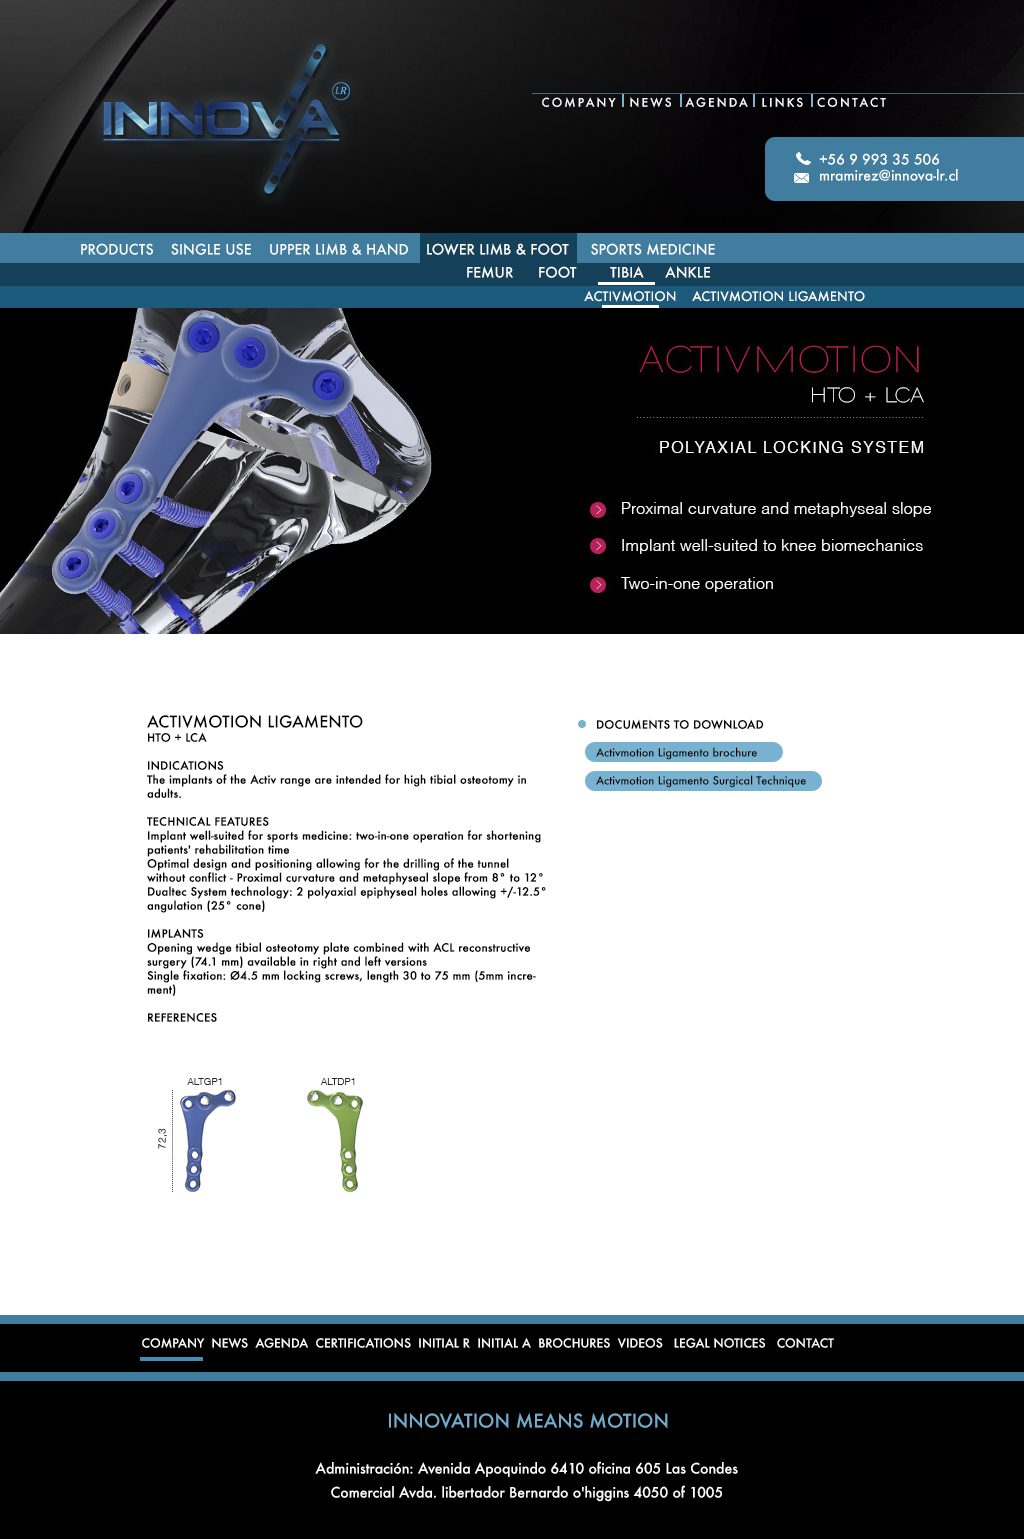 INNOVA LR
COMPANY NEWS AGENDA LINKS CONTACT
+56 9 993 35 506
mramirez@innova-lr.cl
PRODUCTS SINGLE USE UPPER LIMB & HAND LOWER LIMB & FOOT SPORTS MEDICINE
FEMUR FOOT TIBIA ANKLE
ACTIVMOTION ACTIVMOTION LIGAMENTO
ACTIVMOTION
HTO + LCA
POLYAXIAL LOCKING SYSTEM
Proximal curvature and metaphyseal slope
Implant well-suited to knee biomechanics
Two-in-one operation
ACTIVMOTION LIGAMENTO
HTO + LCA
INDICATIONS
The implants of the Activ range are intended for high tibial osteotomy in
adults.
TECHNICAL FEATURES
Implant well-suited for sports medicine: two-in-one operation for shortening
patients' rehabilitation time
Optimal design and positioning allowing for the drilling of the tunnel
without conflict - Proximal curvature and metaphyseal slope from 8° to 12°
Dualtec System technology: 2 polyaxial epiphyseal holes allowing +/-12.5°
angulation (25° cone)
IMPLANTS
Opening wedge tibial osteotomy plate combined with ACL reconstructive
surgery (74.1 mm) available in right and left versions
Single fixation: Ø4.5 mm locking screws, length 30 to 75 mm (5mm incre-
ment)
REFERENCES
DOCUMENTS TO DOWNLOAD
Activmotion Ligamento brochure
Activmotion Ligamento Surgical Technique
ALTGP1 ALTDP1
72,3
COMPANY NEWS AGENDA CERTIFICATIONS INITIAL R INITIAL A BROCHURES VIDEOS LEGAL NOTICES CONTACT
INNOVATION MEANS MOTION
Administración: Avenida Apoquindo 6410 oficina 605 Las Condes
Comercial Avda. libertador Bernardo o'higgins 4050 of 1005